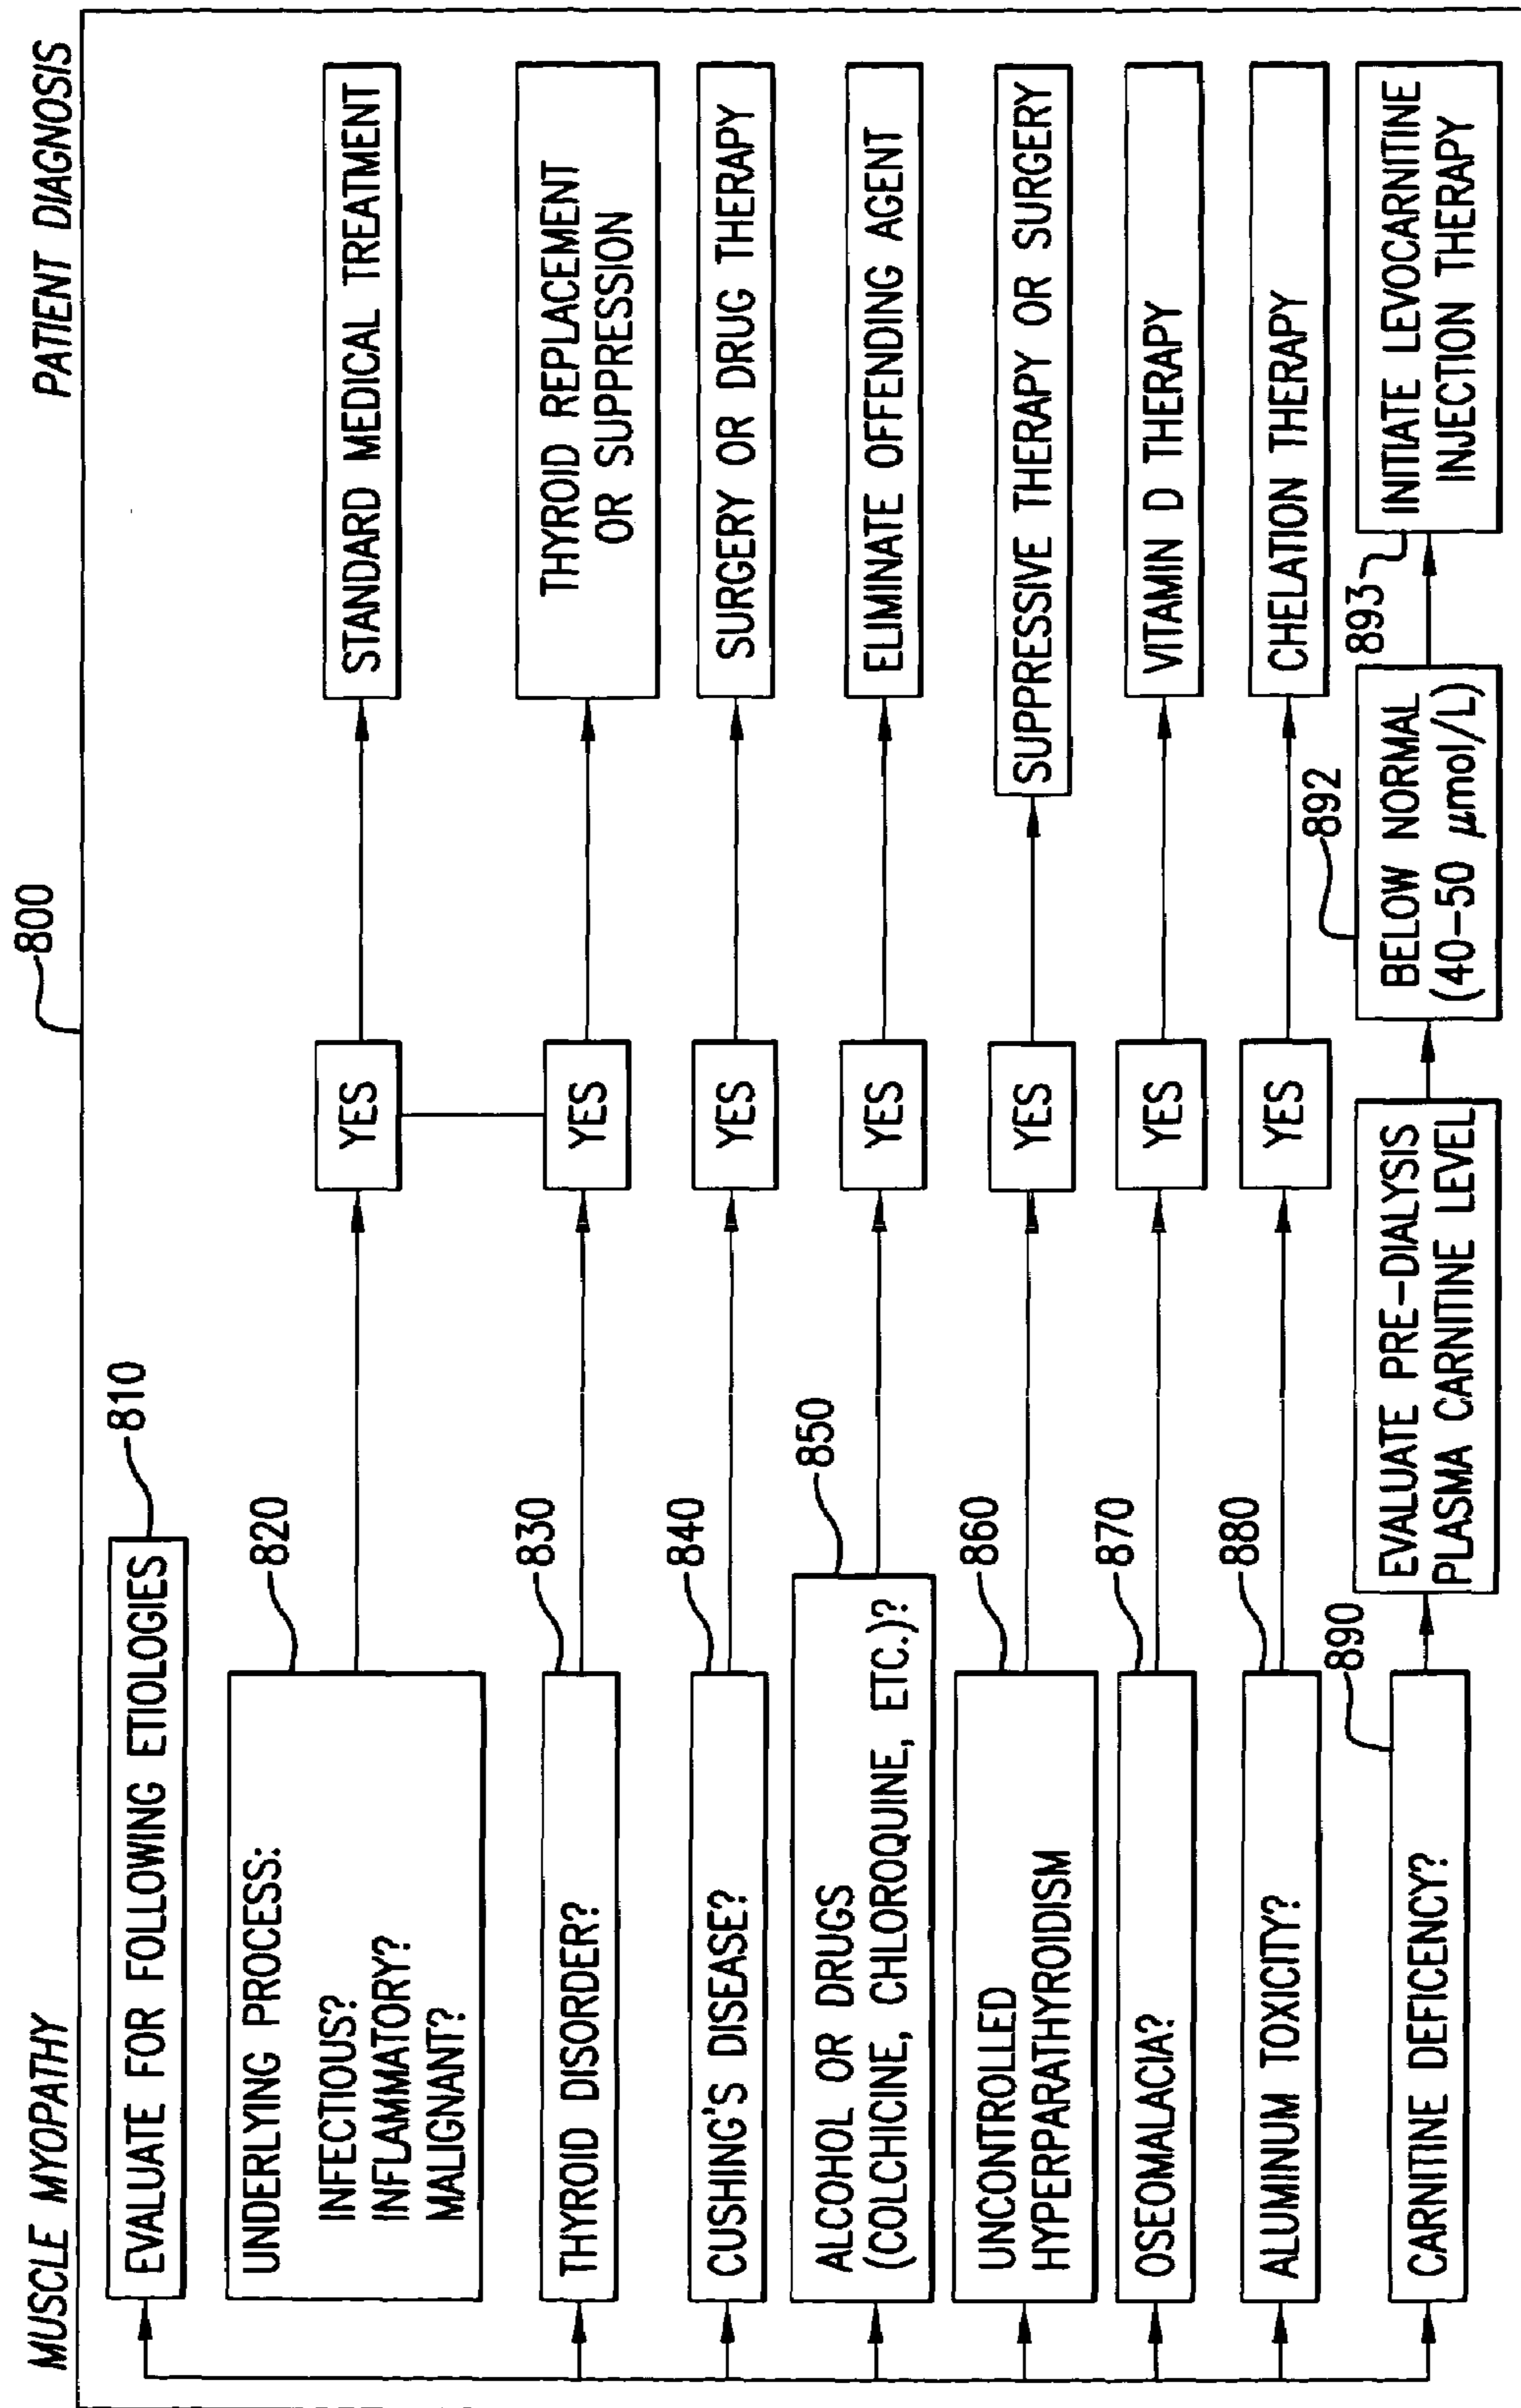 800
MUSCLE MYOPATHY
PATIENT DIAGNOSIS
EVALUATE FOR FOLLOWING ETIOLOGIES
810
UNDERLYING PROCESS:
INFECTIOUS?
INFLAMMATORY?
MALIGNANT?
820
YES
STANDARD MEDICAL TREATMENT
THYROID DISORDER?
830
YES
THYROID REPLACEMENT
OR SUPPRESSION
CUSHING'S DISEASE?
840
YES
SURGERY OR DRUG THERAPY
ALCOHOL OR DRUGS
(COLCHICINE, CHLOROQUINE, ETC.)?
850
YES
ELIMINATE OFFENDING AGENT
UNCONTROLLED
HYPERPARATHYROIDISM
860
YES
SUPPRESSIVE THERAPY OR SURGERY
OSEOMALACIA?
870
YES
VITAMIN D THERAPY
ALUMINUM TOXICITY?
880
YES
CHELATION THERAPY
CARNITINE DEFICENCY?
890
EVALUATE PRE-DIALYSIS
PLASMA CARNITINE LEVEL
BELOW NORMAL
(40-50 μmol/L)
892
INITIATE LEVOCARNITINE
INJECTION THERAPY
893